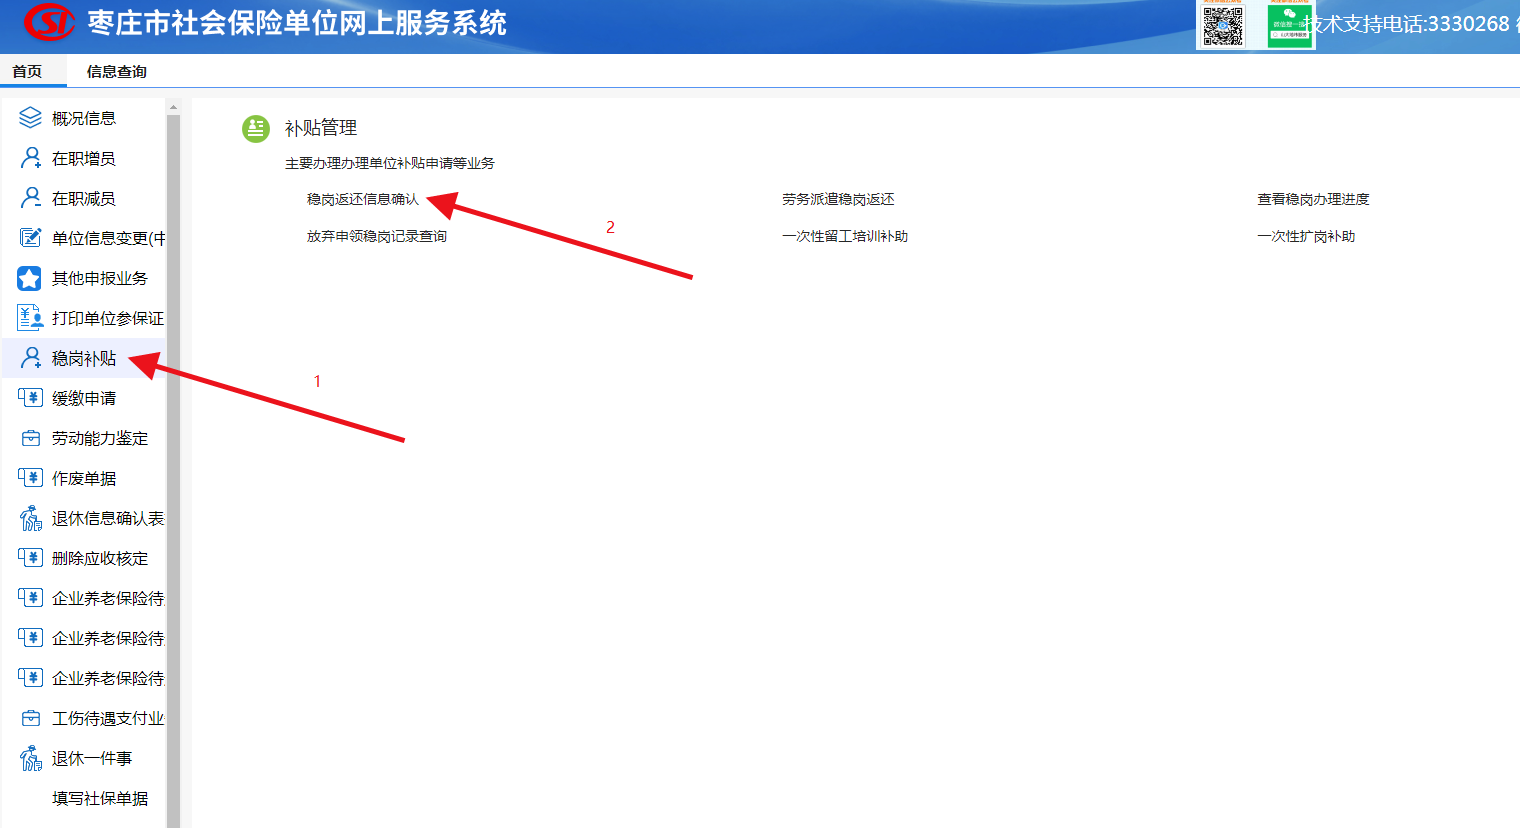 枣庄市社会保险单位网上服务系统
技术支持电话:3330268
首页
信息查询
概况信息
在职增员
在职减员
单位信息变更(中
其他申报业务
打印单位参保证
稳岗补贴
缓缴申请
劳动能力鉴定
作废单据
退休信息确认表
删除应收核定
企业养老保险待
企业养老保险待
企业养老保险待
工伤待遇支付业
退休一件事
填写社保单据
补贴管理
主要办理办理单位补贴申请等业务
稳岗返还信息确认
劳务派遣稳岗返还
查看稳岗办理进度
放弃申领稳岗记录查询
一次性留工培训补助
一次性扩岗补助
2
1